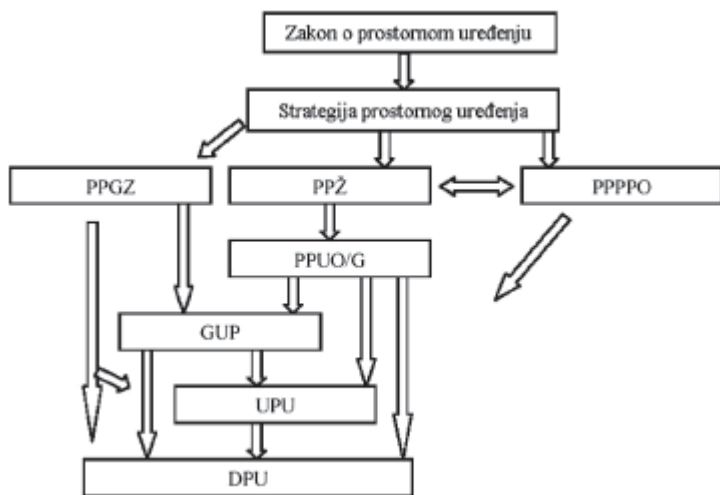 Zakon o prostornom uređenju
Strategija prostornog uređenja
PPGZ
PPŽ
PPPPO
PPUO/G
GUP
UPU
DPU